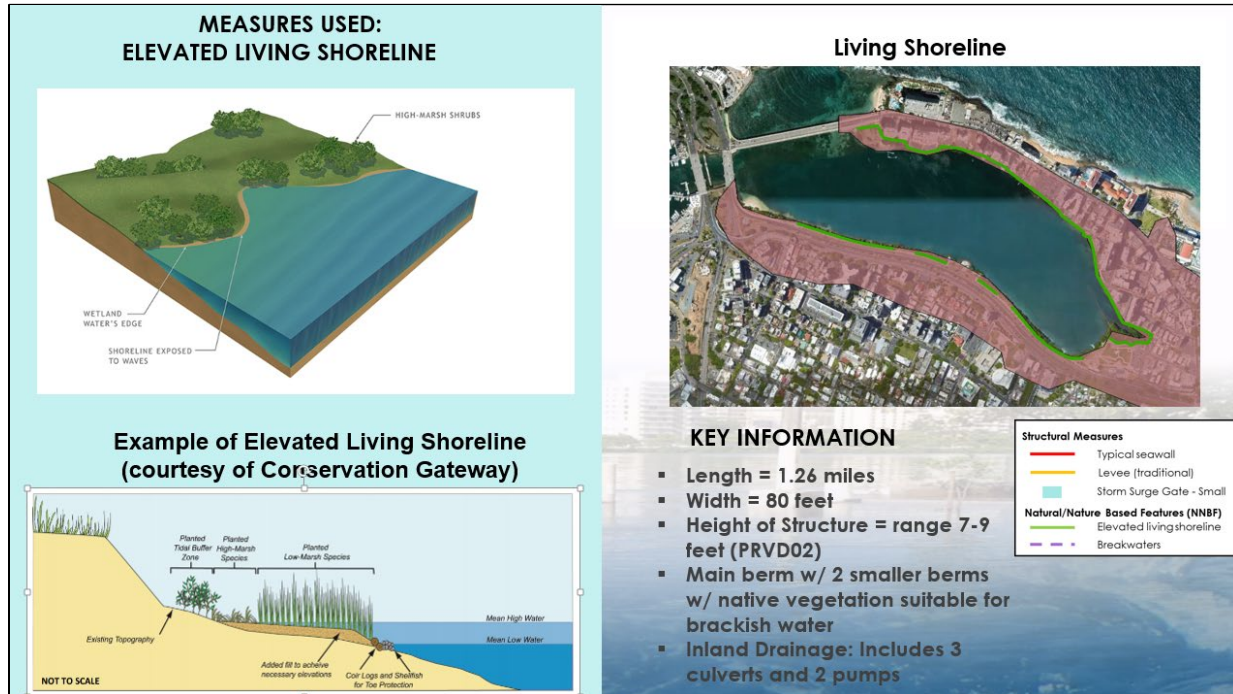 MEASURES USED:
ELEVATED LIVING SHORELINE
HIGH-MARSH SHRUBS
WETLAND
WATER'S EDGE
SHORELINE EXPOSED
TO WAVES
Example of Elevated Living Shoreline
(courtesy of Conservation Gateway)
Planted
Tidal Buffer
Zone
Planted
High-Marsh
Species
Planted
Low-Marsh Species
Mean High Water
Mean Low Water
Existing Topography
Added fill to acheive
necessary elevations
Coir Logs and Shellfish
for Toe Protection
NOT TO SCALE
Living Shoreline
KEY INFORMATION
▪ Length = 1.26 miles
▪ Width = 80 feet
▪ Height of Structure = range 7-9
feet (PRVD02)
▪ Main berm w/ 2 smaller berms
w/ native vegetation suitable for
brackish water
▪ Inland Drainage: Includes 3
culverts and 2 pumps
Structural Measures
Typical seawall
Levee (traditional)
Storm Surge Gate - Small
Natural/Nature Based Features (NNBF)
Elevated living shoreline
Breakwaters